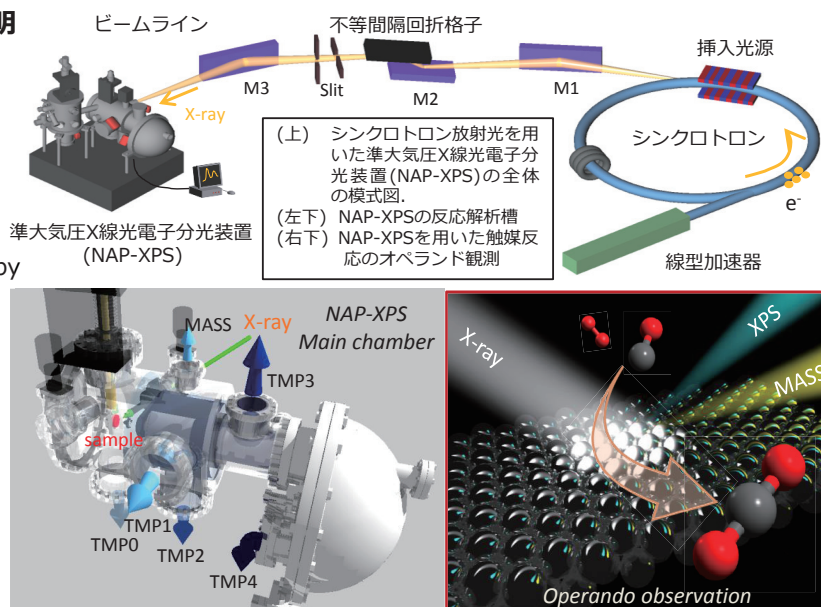 明
ビームライン
不等間隔回折格子
挿入光源
M3
Slit
M2
M1
X-ray
シンクロトロン
e-
線型加速器
準大気圧X線光電子分光装置
(NAP-XPS)
(上) シンクロトロン放射光を用
いた準大気圧X線光電子分
光装置(NAP-XPS)の全体
の模式図.
(左下) NAP-XPSの反応解析槽
(右下) NAP-XPSを用いた触媒反
応のオペランド観測
by
MASS
X-ray
NAP-XPS
Main chamber
TMP3
sample
TMP1
TMP0
TMP2
TMP4
X-ray
XPS
MASS
Operando observation